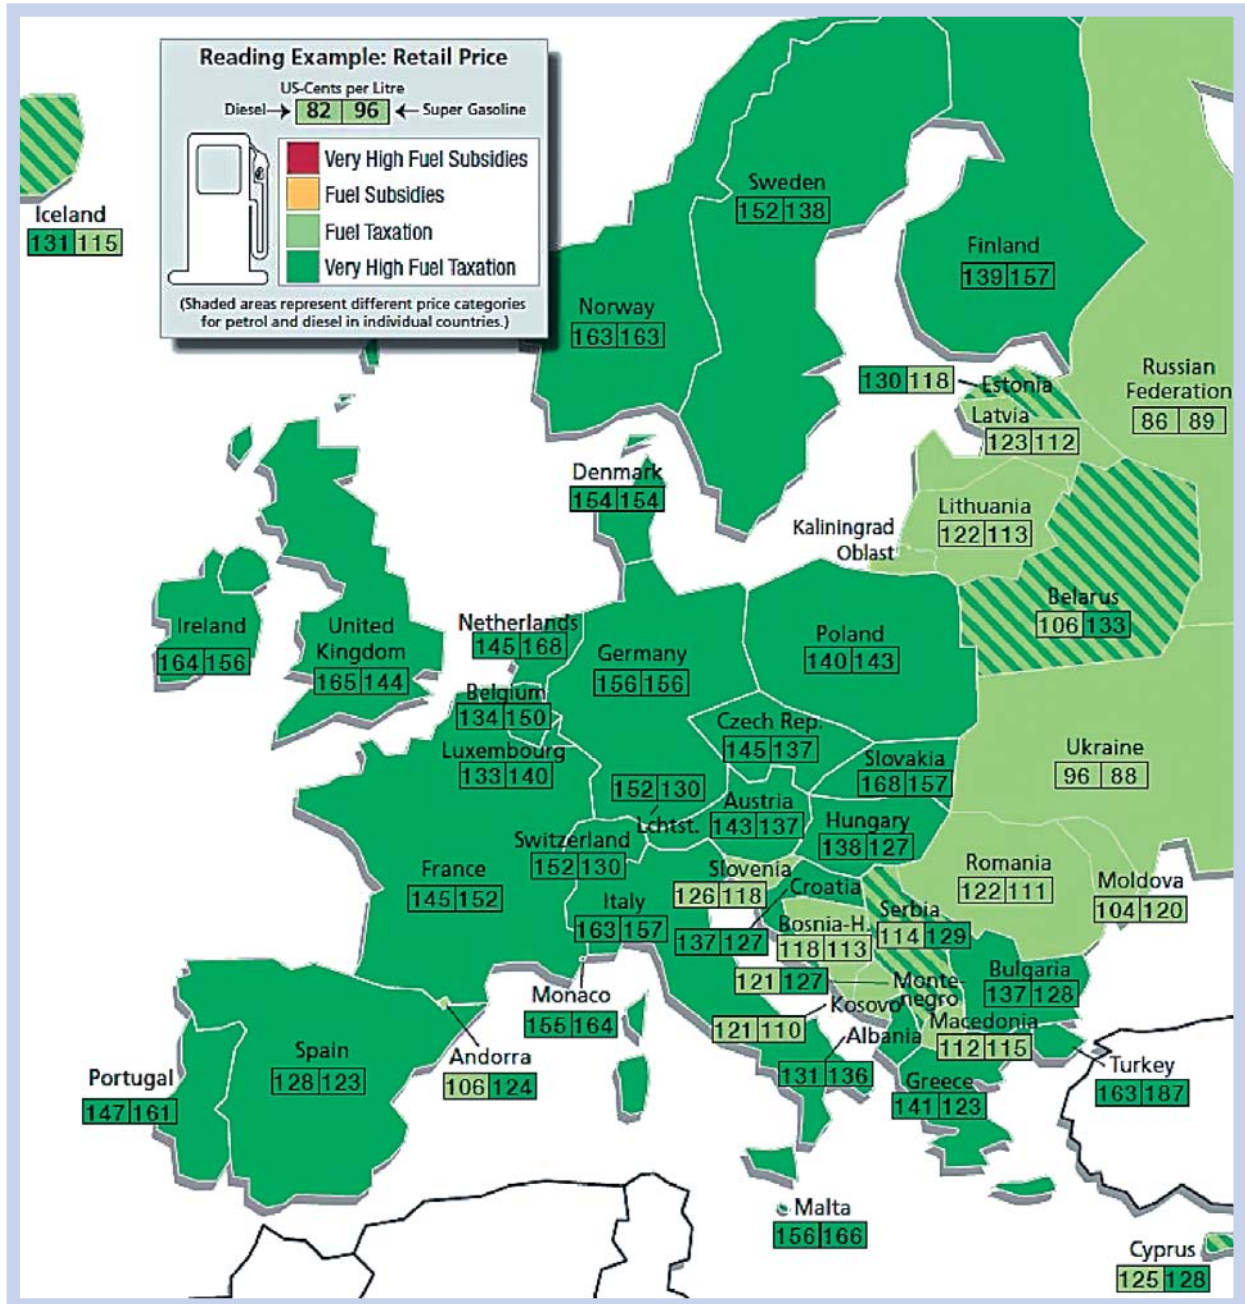 Reading Example: Retail Price
US-Cents per Litre
Diesel→ 82 96 ← Super Gasoline
Very High Fuel Subsidies
Fuel Subsidies
Fuel Taxation
Very High Fuel Taxation
(Shaded areas represent different price categories
for petrol and diesel in individual countries.)
Iceland
131 115
Sweden
152 138
Finland
139 157
Norway
163 163
Russian
Federation
86 89
130 118
Estonia
Latvia
123 112
Denmark
154 154
Lithuania
122 113
Kaliningrad
Oblast
Belarus
106 133
Ireland
164 156
United
Kingdom
165 144
Netherlands
145 168
Germany
156 156
Poland
140 143
Belgium
134 150
Czech Rep.
145 137
Luxembourg
133 140
Slovakia
168 157
Ukraine
96 88
152 130
Lchtst.
Austria
143 137
Hungary
138 127
Switzerland
152 130
France
145 152
Slovenia
126 118
Croatia
137 127
Romania
122 111
Moldova
104 120
Italy
163 157
Bosnia-H.
118 113
Serbia
114 129
121 127
Monte-
negro
Bulgaria
137 128
Monaco
155 164
Kosovo
121 110
Macedonia
112 115
Albania
131 136
Spain
128 123
Andorra
106 124
Portugal
147 161
Greece
141 123
Turkey
163 187
Malta
156 166
Cyprus
125 128